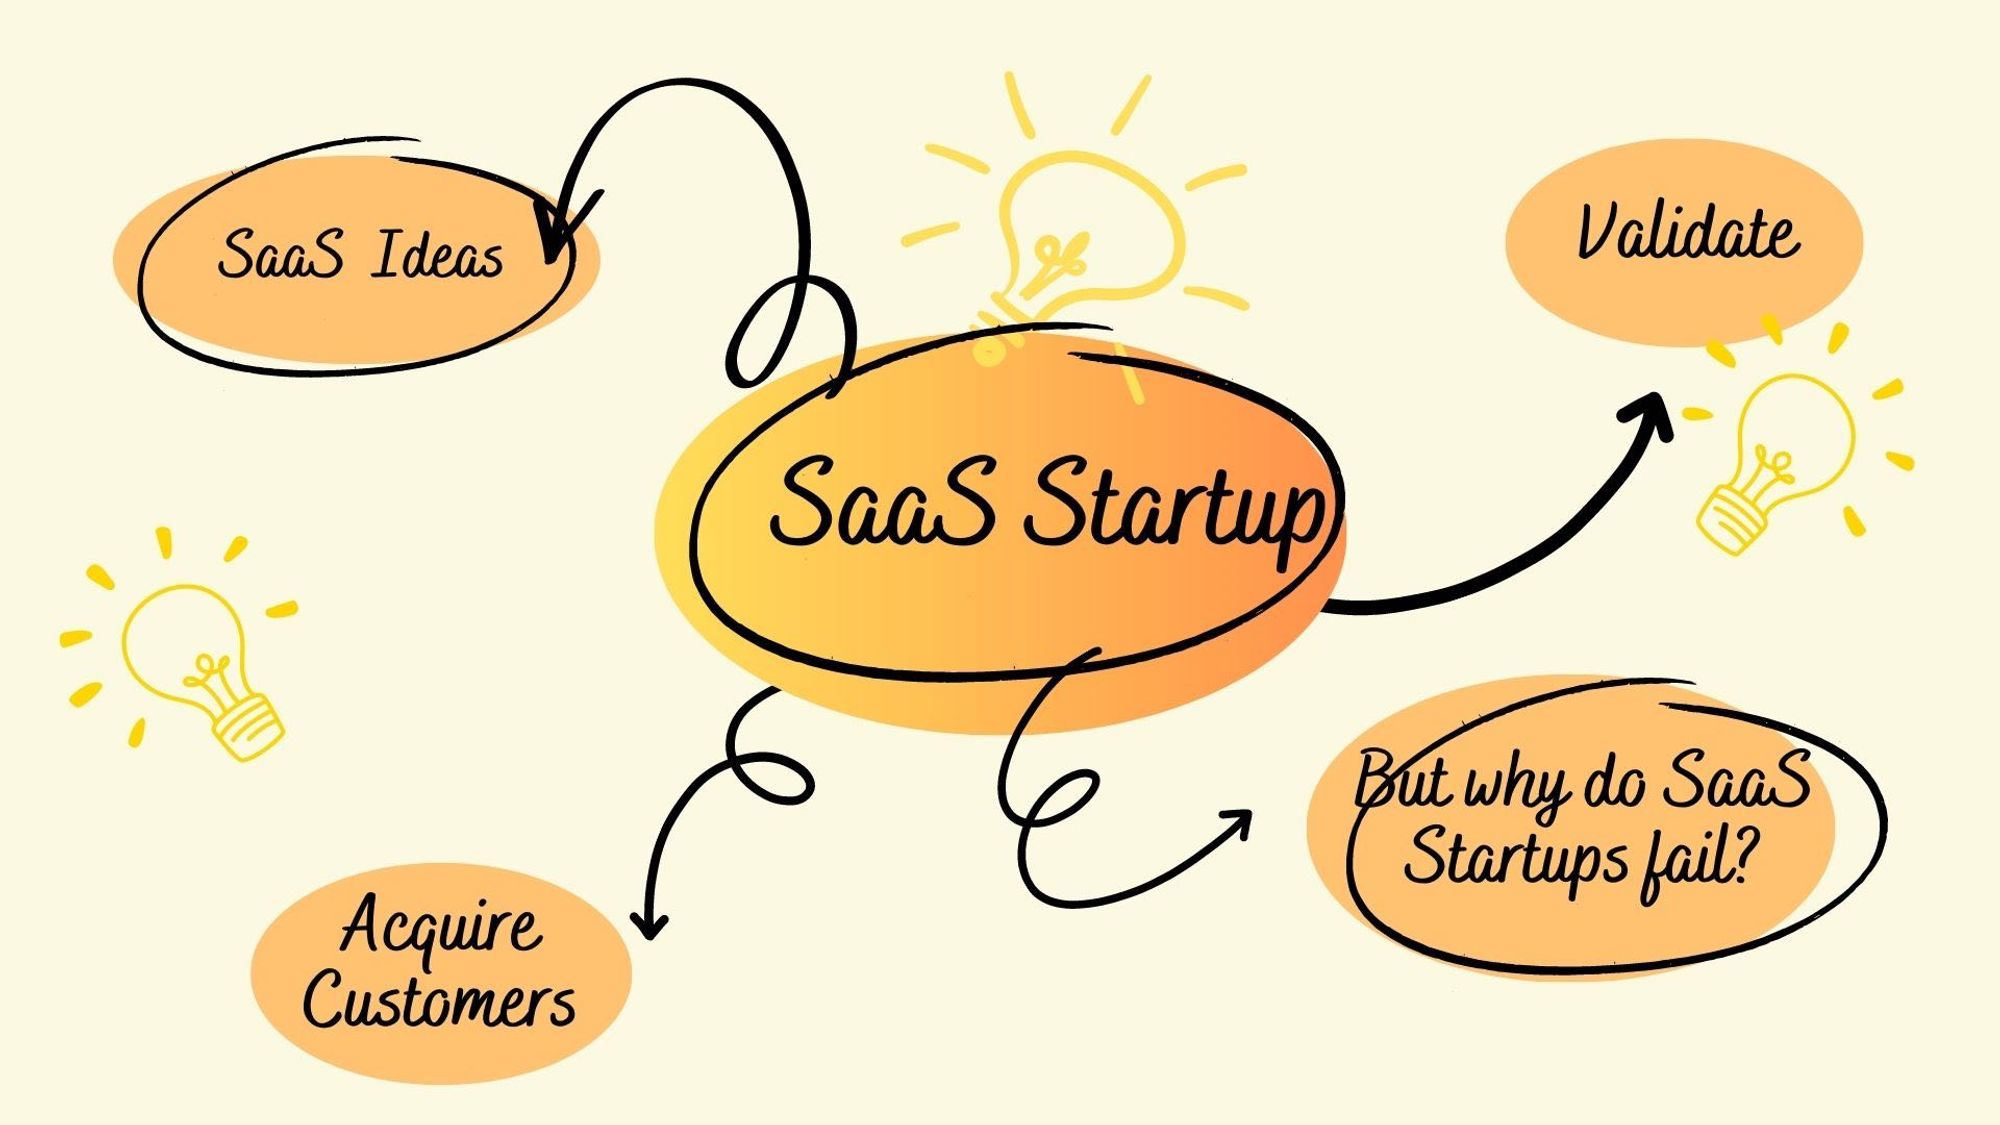 SaaS Ideas
Validate
SaaS Startup
But why do SaaS
Startups fail?
Acquire
Customers